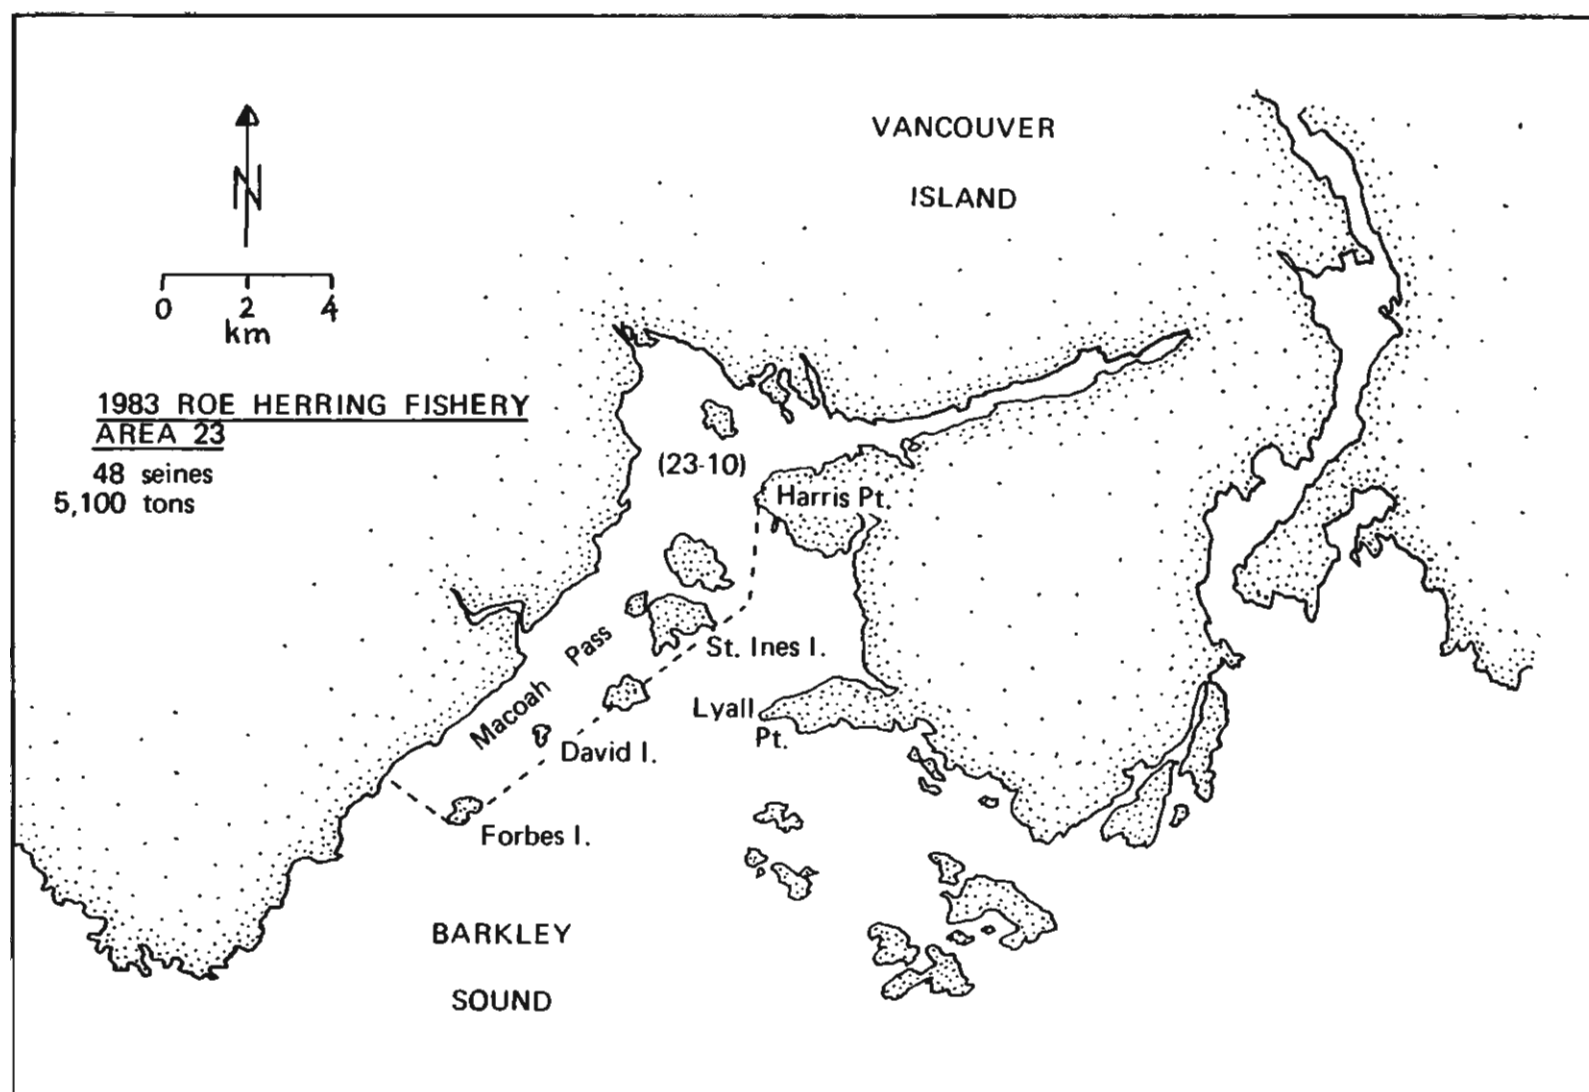 VANCOUVER
ISLAND
N
0 2 4
km
1983 ROE HERRING FISHERY
AREA 23
48 seines
5,100 tons
(23-10)
Harris Pt.
St. Ines I.
Macoah Pass
Lyall
Pt.
David I.
Forbes I.
BARKLEY
SOUND